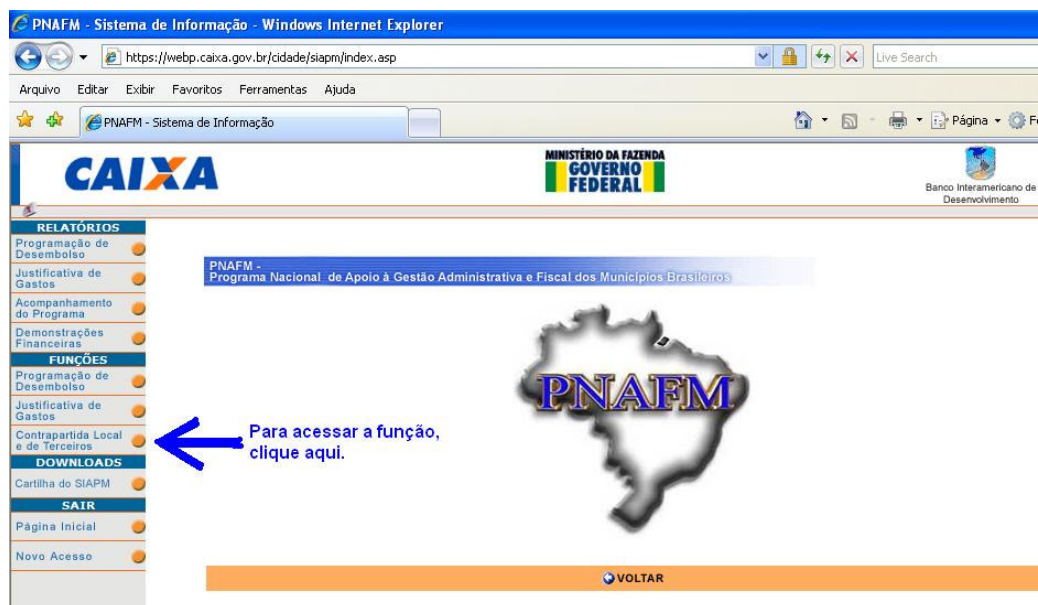 PNAFM - Sistema de Informação - Windows Internet Explorer
https://webp.caixa.gov.br/cidade/siapm/index.asp
Live Search
Arquivo Editar Exibir Favoritos Ferramentas Ajuda
PNAFM - Sistema de Informação
Página
CAIXA
MINISTÉRIO DA FAZENDA
GOVERNO
FEDERAL
Banco Interamericano de
Desenvolvimento
RELATÓRIOS
Programação de
Desembolso
Justificativa de
Gastos
Acompanhamento
do Programa
Demonstrações
Financeiras
FUNÇÕES
Programação de
Desembolso
Justificativa de
Gastos
Contrapartida Local
e de Terceiros
DOWNLOADS
Cartilha do SIAPM
SAIR
Página Inicial
Novo Acesso
PNAFM -
Programa Nacional de Apoio à Gestão Administrativa e Fiscal dos Municípios Brasileiros
PNAFM
Para acessar a função,
clique aqui.
VOLTAR